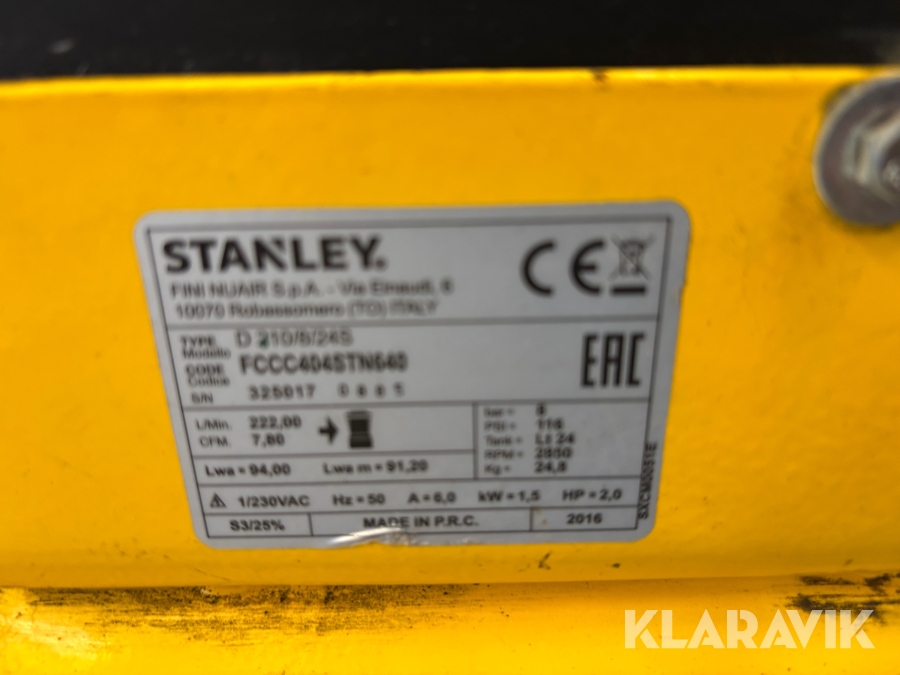 STANLEY.
CE
FINI NUAIR S.p.A. - Via Einaudi, 6
10070 Robassomero (TO) ITALY
TYPE D 210/8/24S
Modello
CODE FCCC404STN640
Codice
EAC
S/N 325017 0885
L/Min. 222,00
CFM. 7,80
bar = 8
PSI = 116
Tank = Lt 24
RPM = 2850
Kg = 24,8
Lwa = 94,00 Lwa m = 91,20
1/230VAC Hz = 50 A = 6,0 kW = 1,5 HP = 2,0
S3/25% MADE IN P.R.C. 2016
KLARAVIK